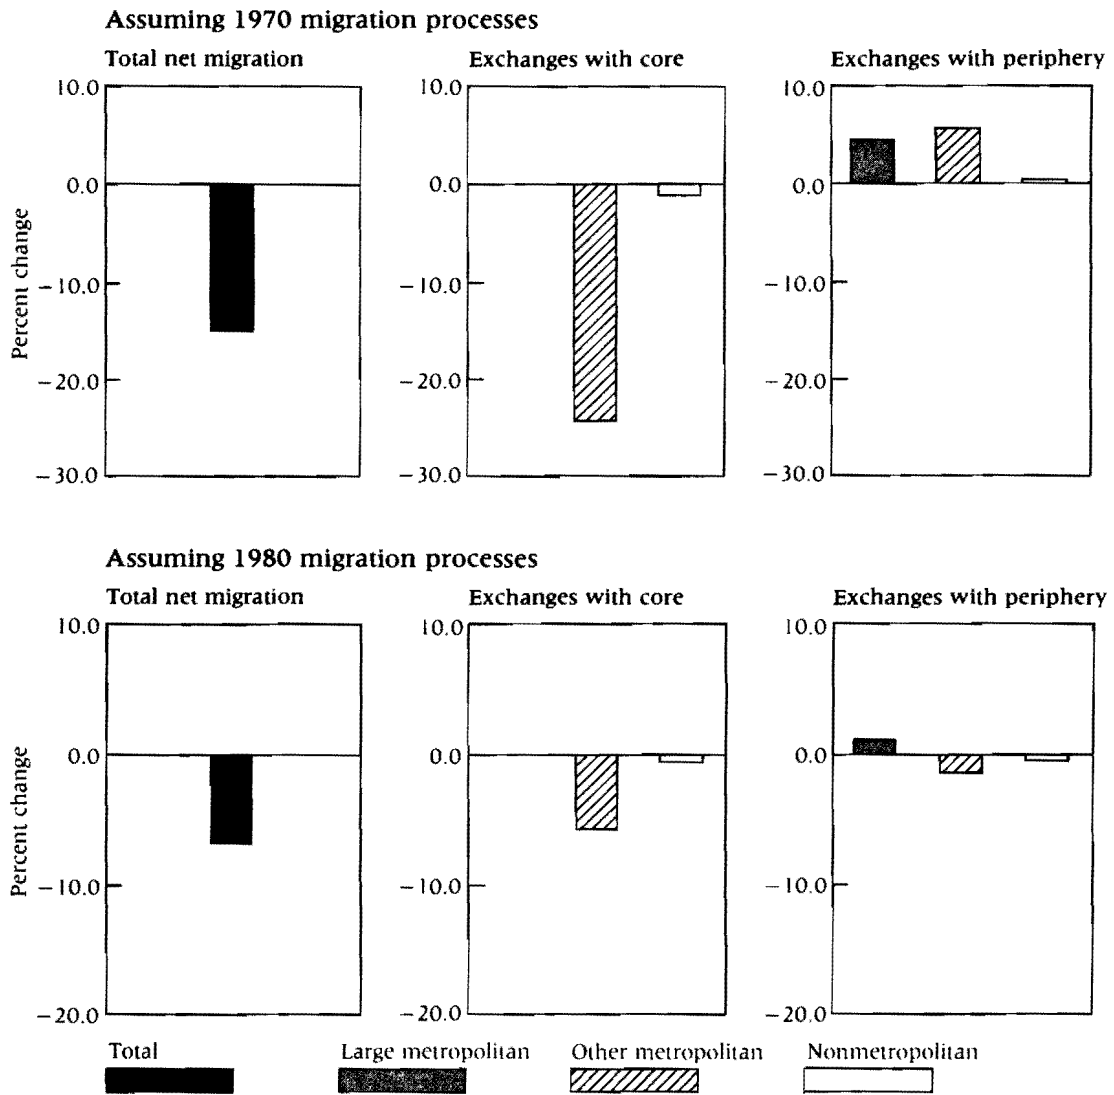 Assuming 1970 migration processes
Total net migration
Exchanges with core
Exchanges with periphery
Percent change
10.0
0.0
−10.0
−20.0
−30.0
10.0
0.0
−10.0
−20.0
−30.0
10.0
0.0
−10.0
−20.0
−30.0
Assuming 1980 migration processes
Total net migration
Exchanges with core
Exchanges with periphery
Percent change
10.0
0.0
−10.0
−20.0
10.0
0.0
−10.0
−20.0
10.0
0.0
−10.0
−20.0
Total
Large metropolitan
Other metropolitan
Nonmetropolitan